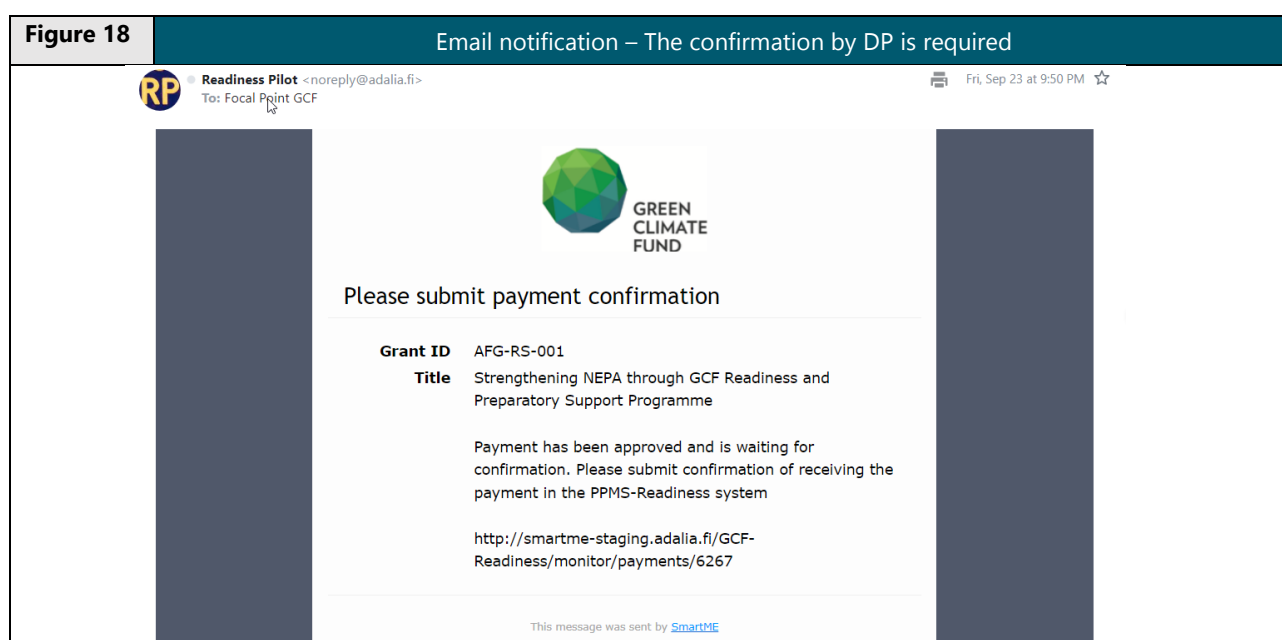 Figure 18
Email notification – The confirmation by DP is required
RP
Readiness Pilot <noreply@adalia.fi>
Fri, Sep 23 at 9:50 PM
To: Focal Point GCF
GREEN
CLIMATE
FUND
Please submit payment confirmation
Grant ID AFG-RS-001
Title Strengthening NEPA through GCF Readiness and
Preparatory Support Programme
Payment has been approved and is waiting for
confirmation. Please submit confirmation of receiving the
payment in the PPMS-Readiness system
http://smartme-staging.adalia.fi/GCF-
Readiness/monitor/payments/6267
This message was sent by SmartME